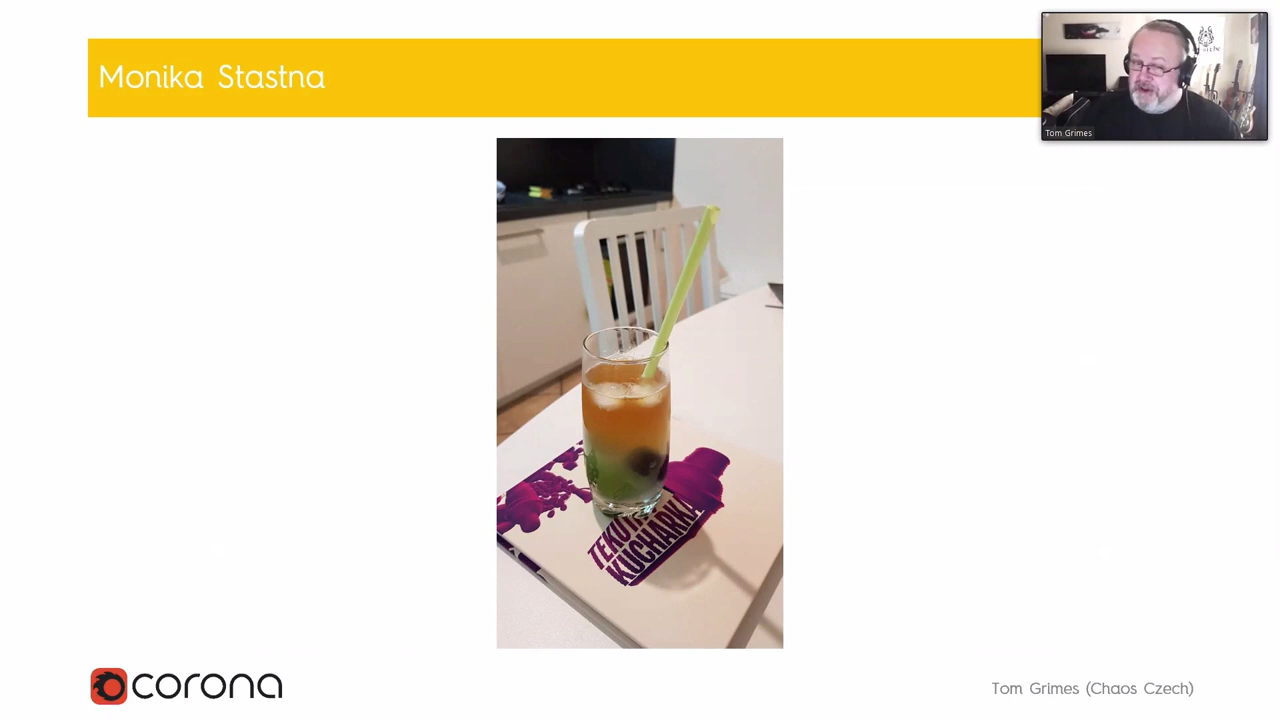 Monika Stastna
Tom Grimes
TEKUTÁ
KUCHAŘKA
corona
Tom Grimes (Chaos Czech)